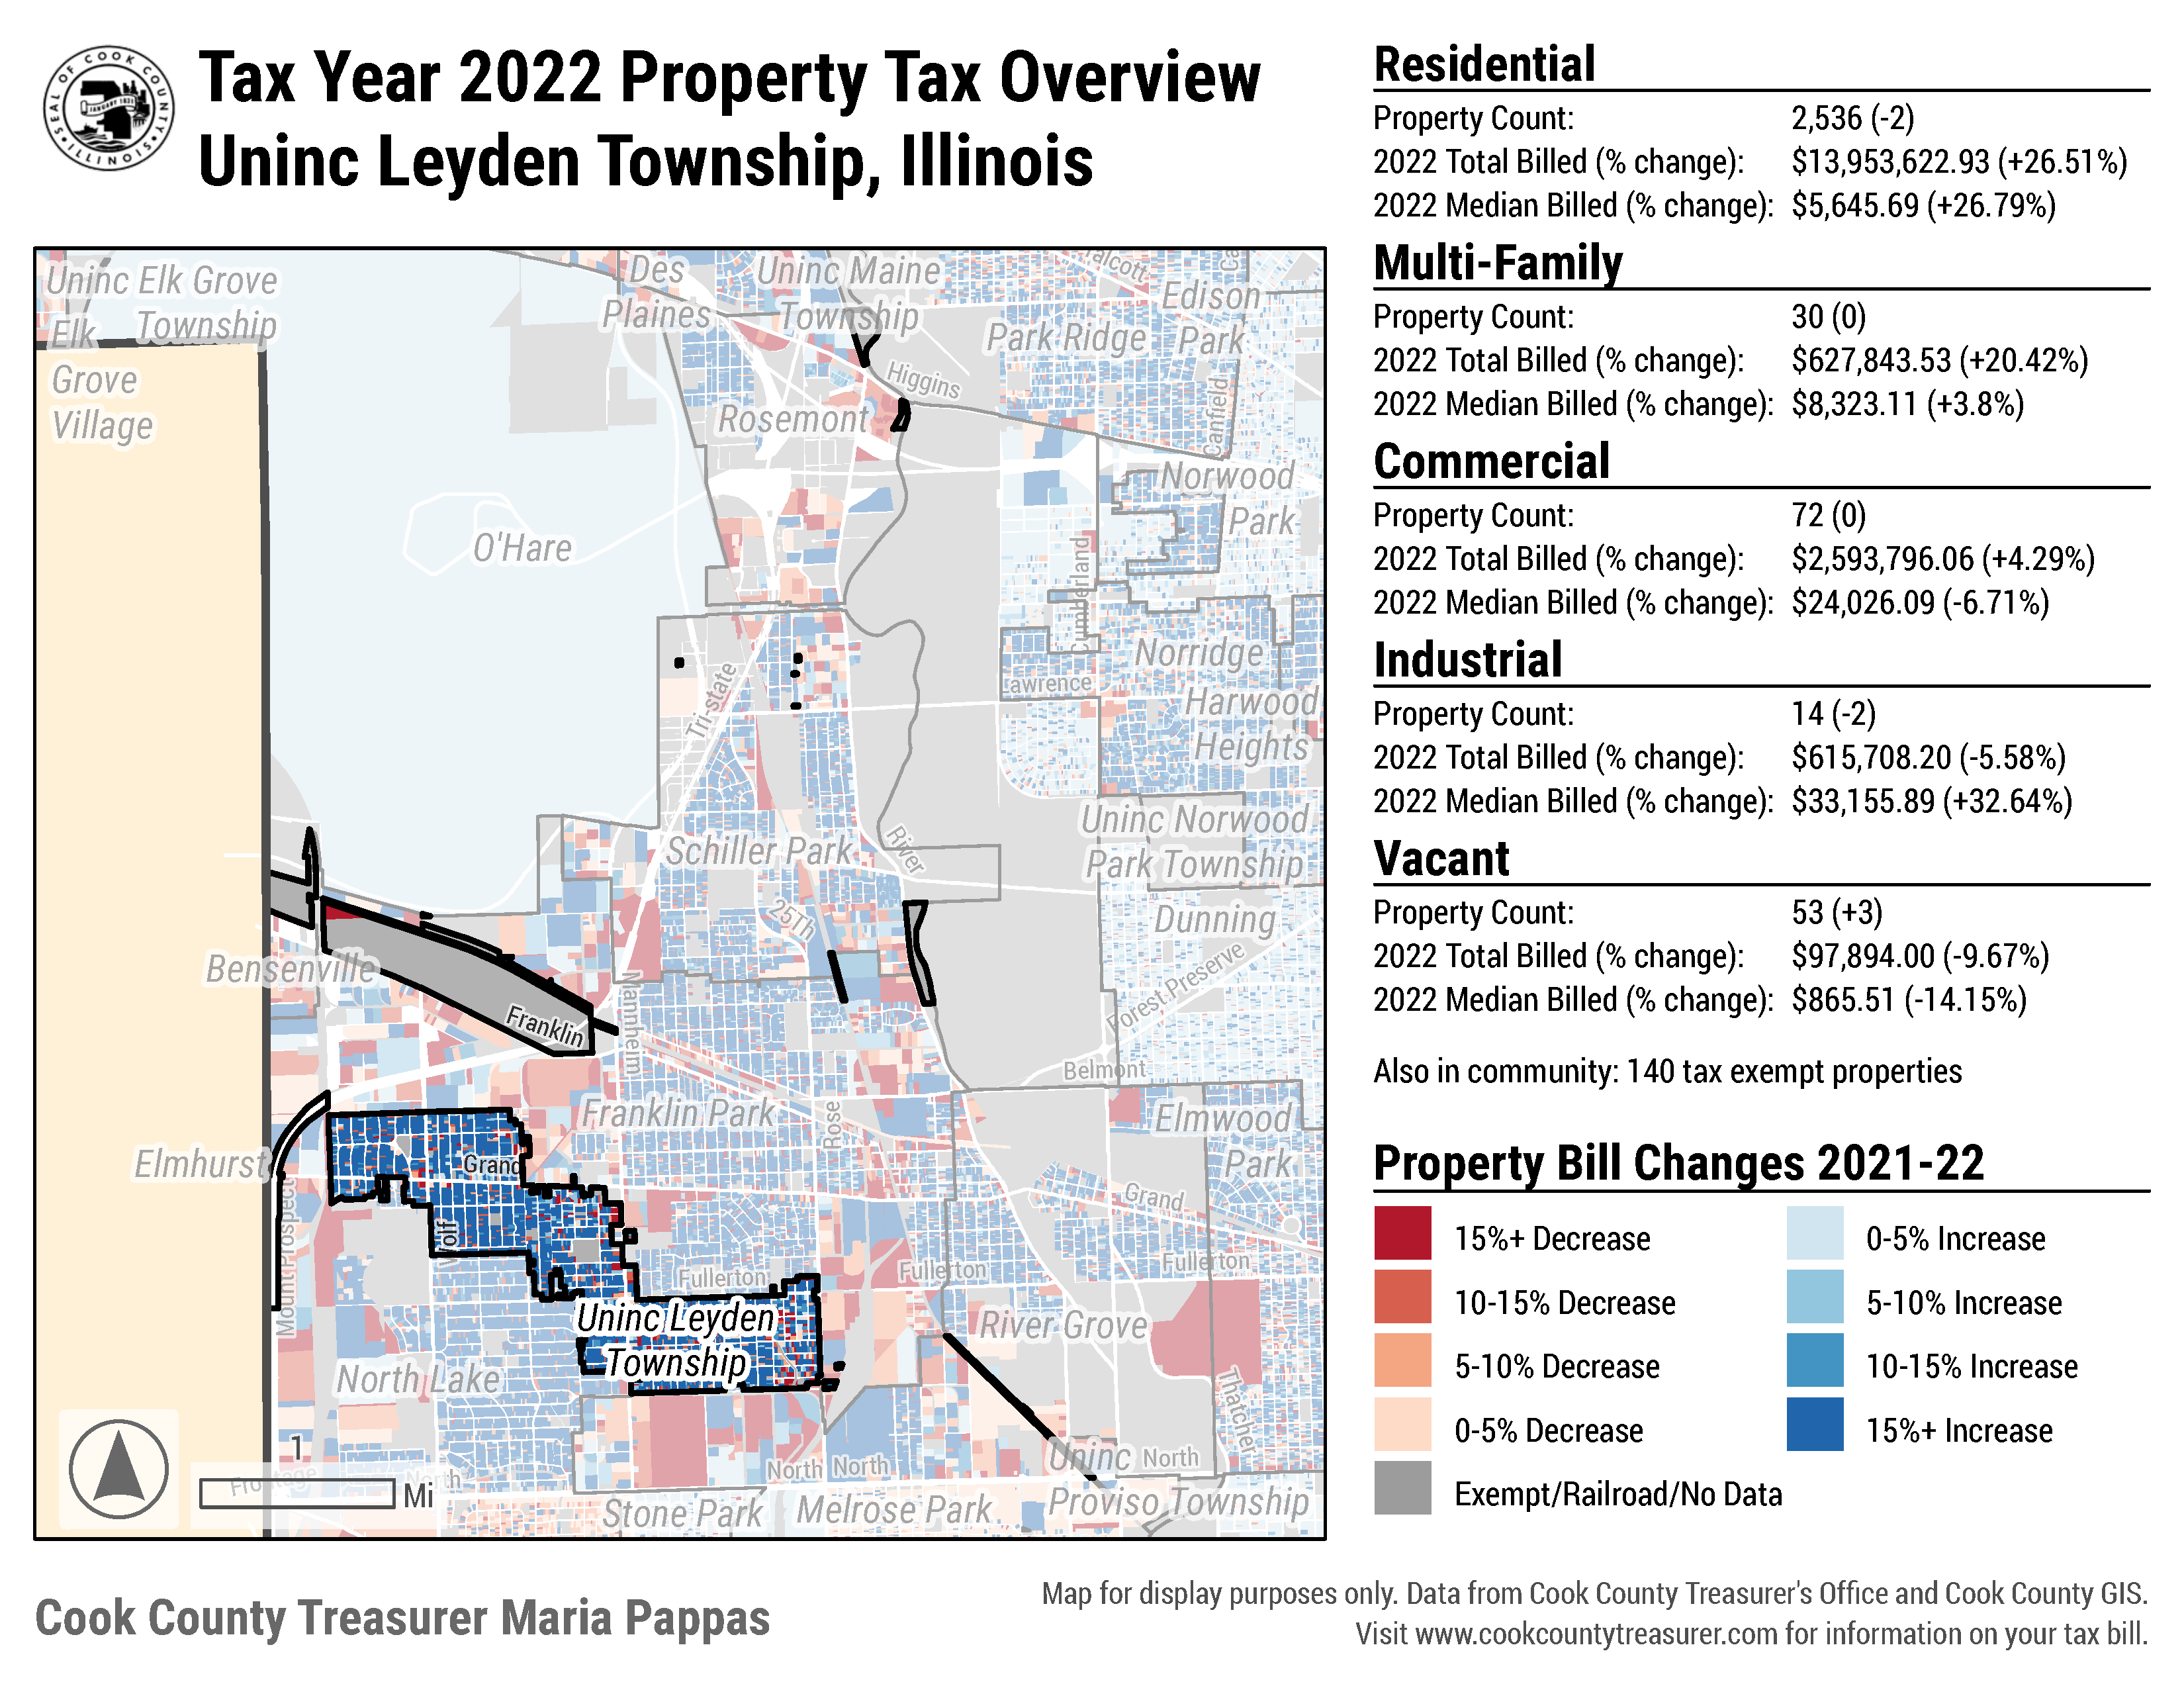 SEAL OF COOK COUNTY
ILLINOIS
JANUARY 1831
Tax Year 2022 Property Tax Overview
Uninc Leyden Township, Illinois
Residential
Property Count: 2,536 (-2)
2022 Total Billed (% change): $13,953,622.93 (+26.51%)
2022 Median Billed (% change): $5,645.69 (+26.79%)
Multi-Family
Property Count: 30 (0)
2022 Total Billed (% change): $627,843.53 (+20.42%)
2022 Median Billed (% change): $8,323.11 (+3.8%)
Commercial
Property Count: 72 (0)
2022 Total Billed (% change): $2,593,796.06 (+4.29%)
2022 Median Billed (% change): $24,026.09 (-6.71%)
Industrial
Property Count: 14 (-2)
2022 Total Billed (% change): $615,708.20 (-5.58%)
2022 Median Billed (% change): $33,155.89 (+32.64%)
Vacant
Property Count: 53 (+3)
2022 Total Billed (% change): $97,894.00 (-9.67%)
2022 Median Billed (% change): $865.51 (-14.15%)
Also in community: 140 tax exempt properties
Property Bill Changes 2021-22
15%+ Decrease
10-15% Decrease
5-10% Decrease
0-5% Decrease
Exempt/Railroad/No Data
0-5% Increase
5-10% Increase
10-15% Increase
15%+ Increase
Uninc Elk Grove
Township
Elk
Grove
Village
Des
Plaines
Uninc Maine
Township
Talcott
Edison
Park
Park Ridge
Higgins
Canfield
Rosemont
Norwood
Park
O'Hare
Cumberland
Norridge
Lawrence
Harwood
Heights
Tri-state
Uninc Norwood
Park Township
Schiller Park
River
25Th
Dunning
Forest Preserve
Bensenville
Franklin
Mannheim
Belmont
Franklin Park
Rose
Elmwood
Park
Elmhurst
Grand
Grand
Wolf
Mount Prospect
Fullerton
Fullerton
Fullerton
Uninc Leyden
Township
River Grove
North Lake
Thatcher
1
Mi
Frontage
North
North
North
North
Uninc
Proviso Township
Stone Park
Melrose Park
Cook County Treasurer Maria Pappas
Map for display purposes only. Data from Cook County Treasurer's Office and Cook County GIS.
Visit www.cookcountytreasurer.com for information on your tax bill.